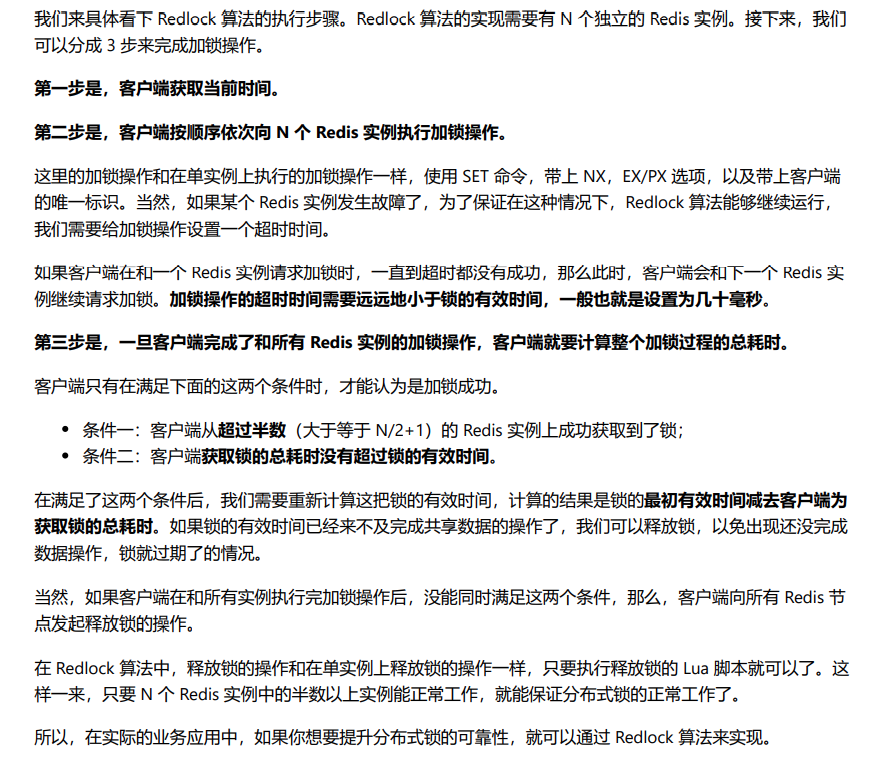 我们来具体看下 Redlock 算法的执行步骤。Redlock 算法的实现需要有 N 个独立的 Redis 实例。接下来，我们
可以分成 3 步来完成加锁操作。
第一步是，客户端获取当前时间。
第二步是，客户端按顺序依次向 N 个 Redis 实例执行加锁操作。
这里的加锁操作和在单实例上执行的加锁操作一样，使用 SET 命令，带上 NX，EX/PX 选项，以及带上客户端
的唯一标识。当然，如果某个 Redis 实例发生故障了，为了保证在这种情况下，Redlock 算法能够继续运行，
我们需要给加锁操作设置一个超时时间。
如果客户端在和一个 Redis 实例请求加锁时，一直到超时都没有成功，那么此时，客户端会和下一个 Redis 实
例继续请求加锁。加锁操作的超时时间需要远远地小于锁的有效时间，一般也就是设置为几十毫秒。
第三步是，一旦客户端完成了和所有 Redis 实例的加锁操作，客户端就要计算整个加锁过程的总耗时。
客户端只有在满足下面的这两个条件时，才能认为是加锁成功。
• 条件一：客户端从超过半数（大于等于 N/2+1）的 Redis 实例上成功获取到了锁；
• 条件二：客户端获取锁的总耗时没有超过锁的有效时间。
在满足了这两个条件后，我们需要重新计算这把锁的有效时间，计算的结果是锁的最初有效时间减去客户端为
获取锁的总耗时。如果锁的有效时间已经来不及完成共享数据的操作了，我们可以释放锁，以免出现还没完成
数据操作，锁就过期了的情况。
当然，如果客户端在和所有实例执行完加锁操作后，没能同时满足这两个条件，那么，客户端向所有 Redis 节
点发起释放锁的操作。
在 Redlock 算法中，释放锁的操作和在单实例上释放锁的操作一样，只要执行释放锁的 Lua 脚本就可以了。这
样一来，只要 N 个 Redis 实例中的半数以上实例能正常工作，就能保证分布式锁的正常工作了。
所以，在实际的业务应用中，如果你想要提升分布式锁的可靠性，就可以通过 Redlock 算法来实现。